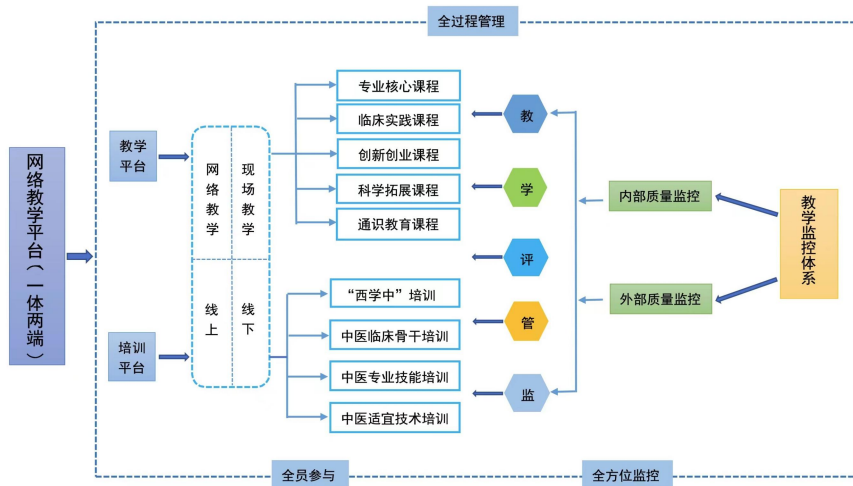 全过程管理
网络教学平台（一体两端）
教学
平台
培训
平台
网络教学
现场教学
线上
线下
专业核心课程
临床实践课程
创新创业课程
科学拓展课程
通识教育课程
“西学中”培训
中医临床骨干培训
中医专业技能培训
中医适宜技术培训
教
学
评
管
监
内部质量监控
外部质量监控
教学监控体系
全员参与
全方位监控